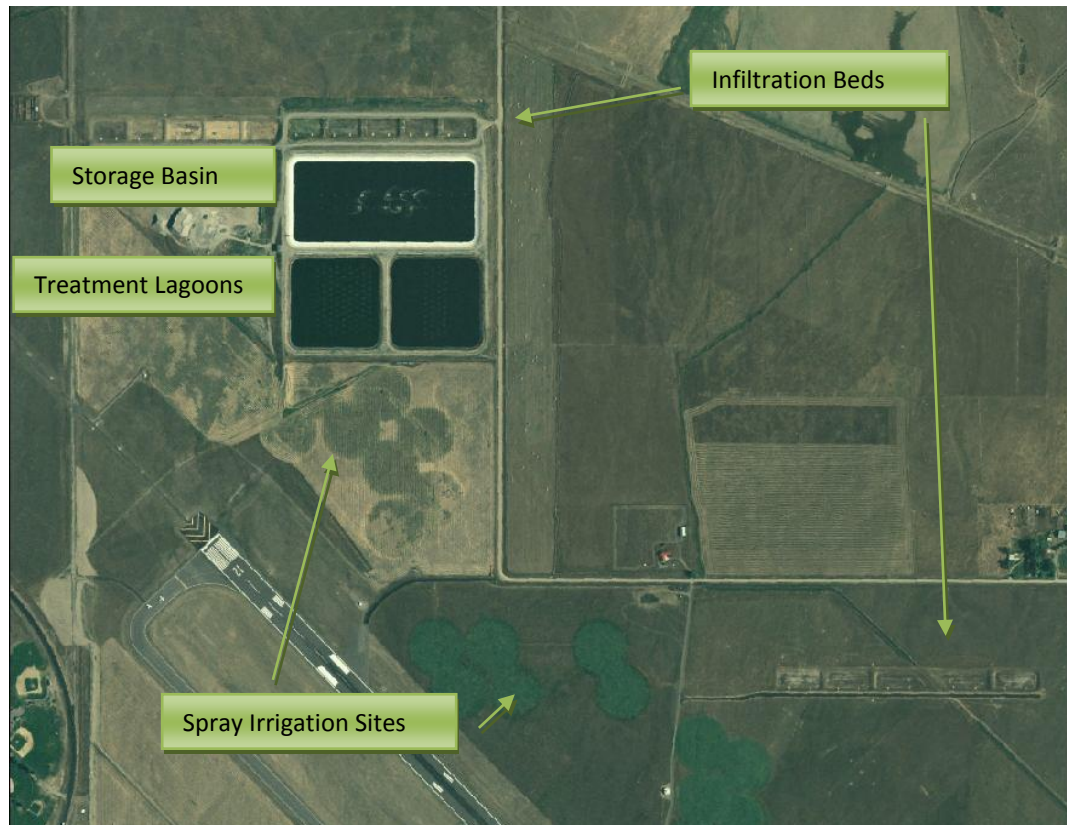 Infiltration Beds
Storage Basin
Treatment Lagoons
Spray Irrigation Sites